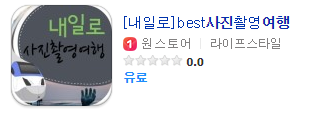 내일로
사진촬영여행
[내일로]best사진촬영여행
1 원스토어 | 라이프스타일
0.0
유료